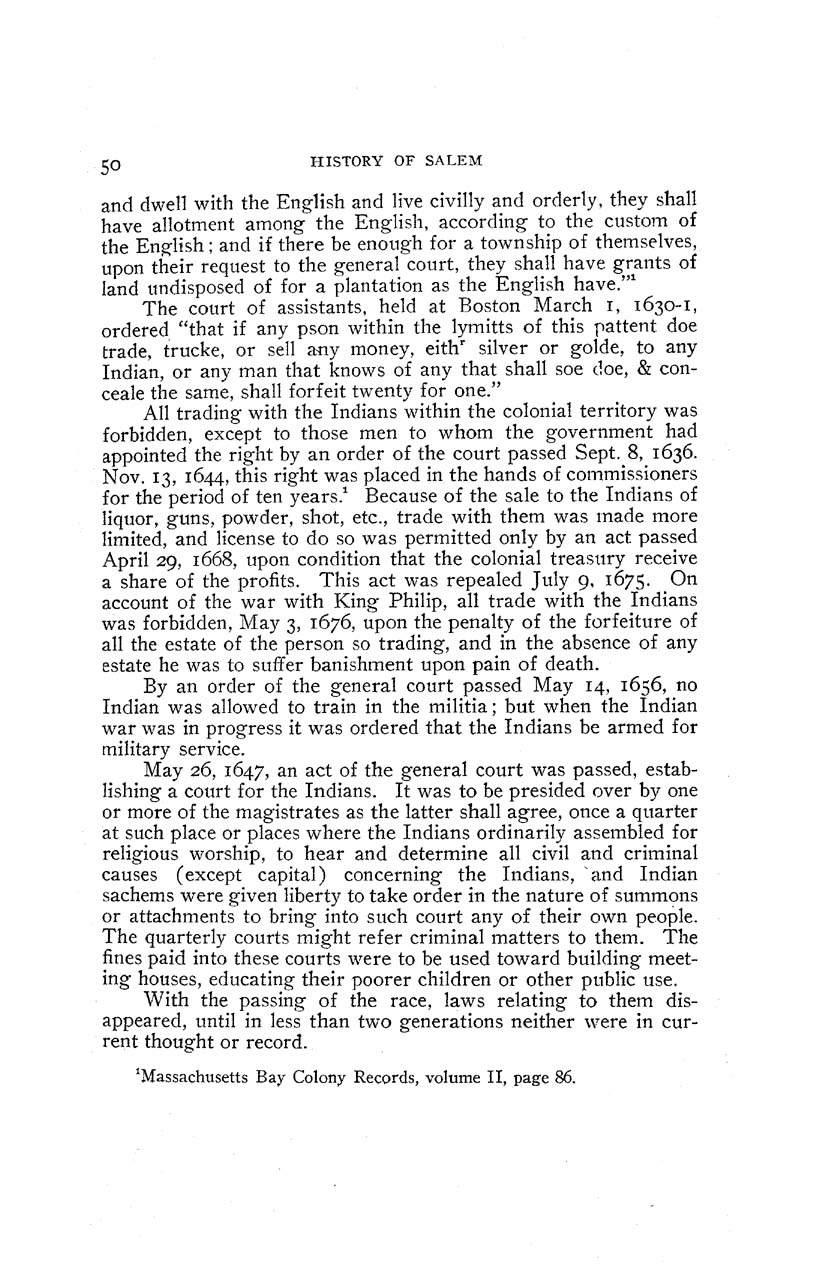 50 HISTORY OF SALEM
and dwell with the English and live civilly and orderly, they shall
have allotment among the English, according to the custom of
the English; and if there be enough for a township of themselves,
upon their request to the general court, they shall have grants of
land undisposed of for a plantation as the English have."¹
The court of assistants, held at Boston March 1, 1630-1,
ordered "that if any pson within the lymitts of this pattent doe
trade, trucke, or sell any money, eithʳ silver or golde, to any
Indian, or any man that knows of any that shall soe doe, & con-
ceale the same, shall forfeit twenty for one."
All trading with the Indians within the colonial territory was
forbidden, except to those men to whom the government had
appointed the right by an order of the court passed Sept. 8, 1636.
Nov. 13, 1644, this right was placed in the hands of commissioners
for the period of ten years.¹ Because of the sale to the Indians of
liquor, guns, powder, shot, etc., trade with them was made more
limited, and license to do so was permitted only by an act passed
April 29, 1668, upon condition that the colonial treasury receive
a share of the profits. This act was repealed July 9, 1675. On
account of the war with King Philip, all trade with the Indians
was forbidden, May 3, 1676, upon the penalty of the forfeiture of
all the estate of the person so trading, and in the absence of any
estate he was to suffer banishment upon pain of death.
By an order of the general court passed May 14, 1656, no
Indian was allowed to train in the militia; but when the Indian
war was in progress it was ordered that the Indians be armed for
military service.
May 26, 1647, an act of the general court was passed, estab-
lishing a court for the Indians. It was to be presided over by one
or more of the magistrates as the latter shall agree, once a quarter
at such place or places where the Indians ordinarily assembled for
religious worship, to hear and determine all civil and criminal
causes (except capital) concerning the Indians, and Indian
sachems were given liberty to take order in the nature of summons
or attachments to bring into such court any of their own people.
The quarterly courts might refer criminal matters to them. The
fines paid into these courts were to be used toward building meet-
ing houses, educating their poorer children or other public use.
With the passing of the race, laws relating to them dis-
appeared, until in less than two generations neither were in cur-
rent thought or record.
¹Massachusetts Bay Colony Records, volume II, page 86.